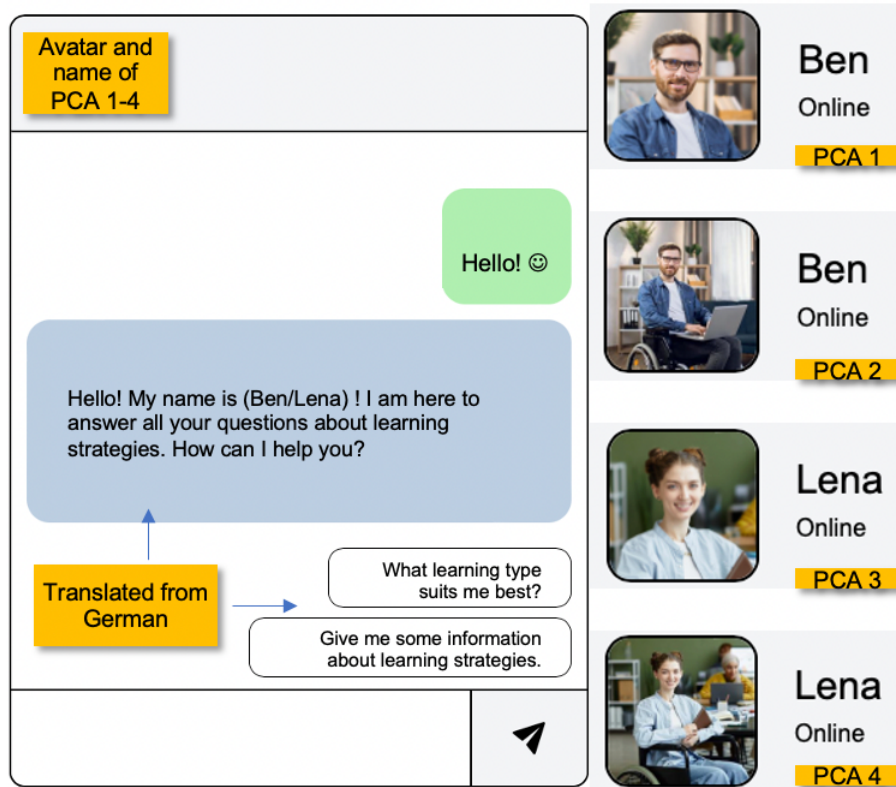 Avatar and
name of
PCA 1-4
Hello! ☺
Hello! My name is (Ben/Lena) ! I am here to
answer all your questions about learning
strategies. How can I help you?
Translated from
German
What learning type
suits me best?
Give me some information
about learning strategies.
Ben
Online
PCA 1
Ben
Online
PCA 2
Lena
Online
PCA 3
Lena
Online
PCA 4